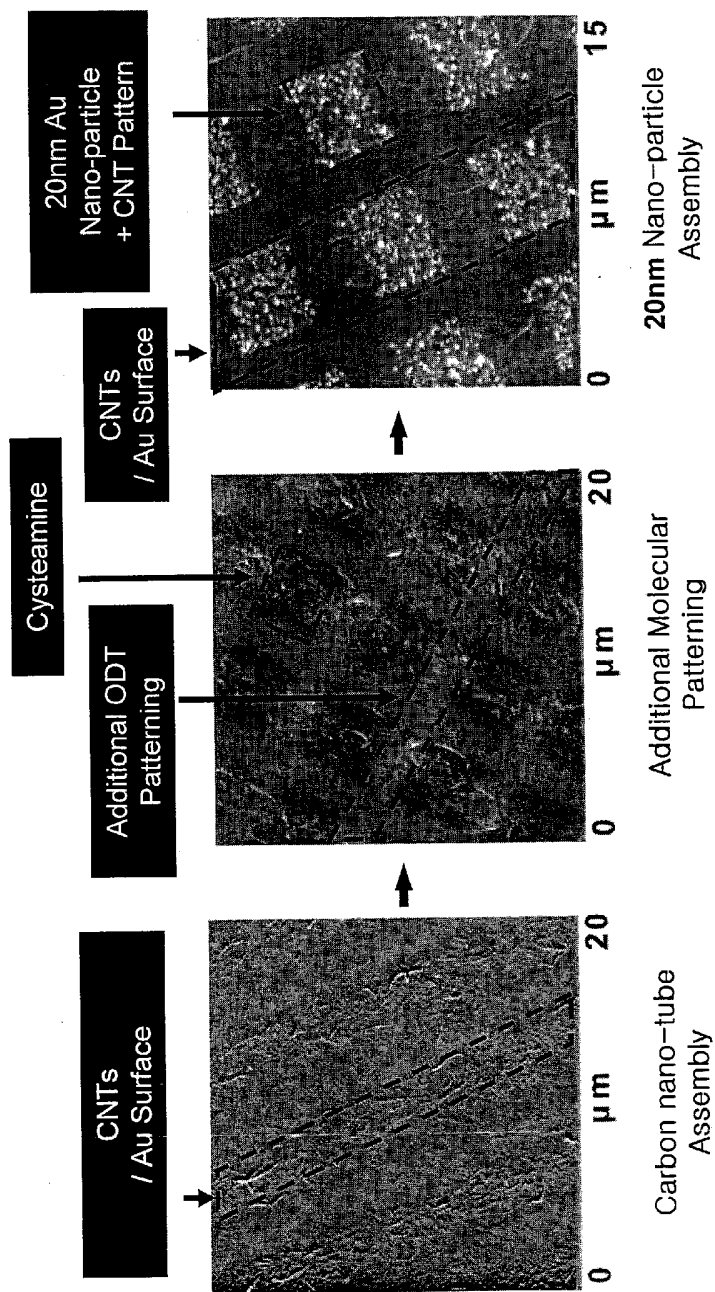 CNTs
/ Au Surface
0
μm
20
Carbon nano-tube
Assembly
Cysteamine
Additional ODT
Patterning
0
μm
20
Additional Molecular
Patterning
CNTs
/ Au Surface
20nm Au
Nano-particle
+ CNT Pattern
0
μm
15
20nm Nano-particle
Assembly